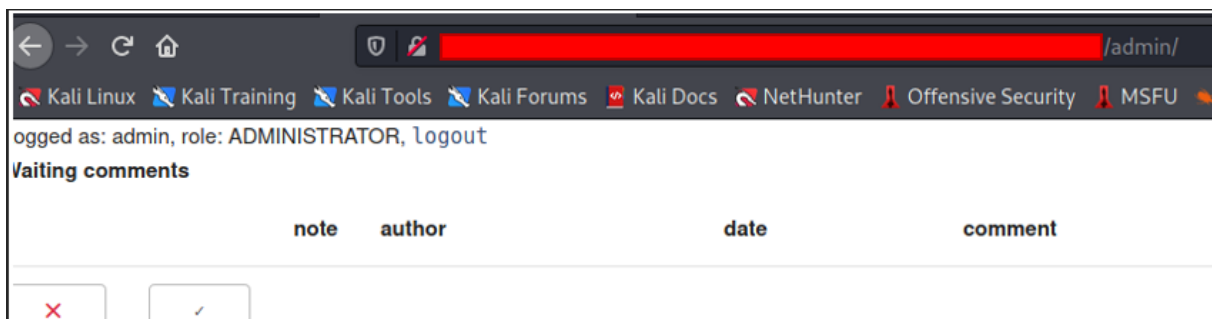 /admin/
Kali Linux Kali Training Kali Tools Kali Forums Kali Docs NetHunter Offensive Security MSFU
ogged as: admin, role: ADMINISTRATOR, logout
Vaiting comments
note author date comment